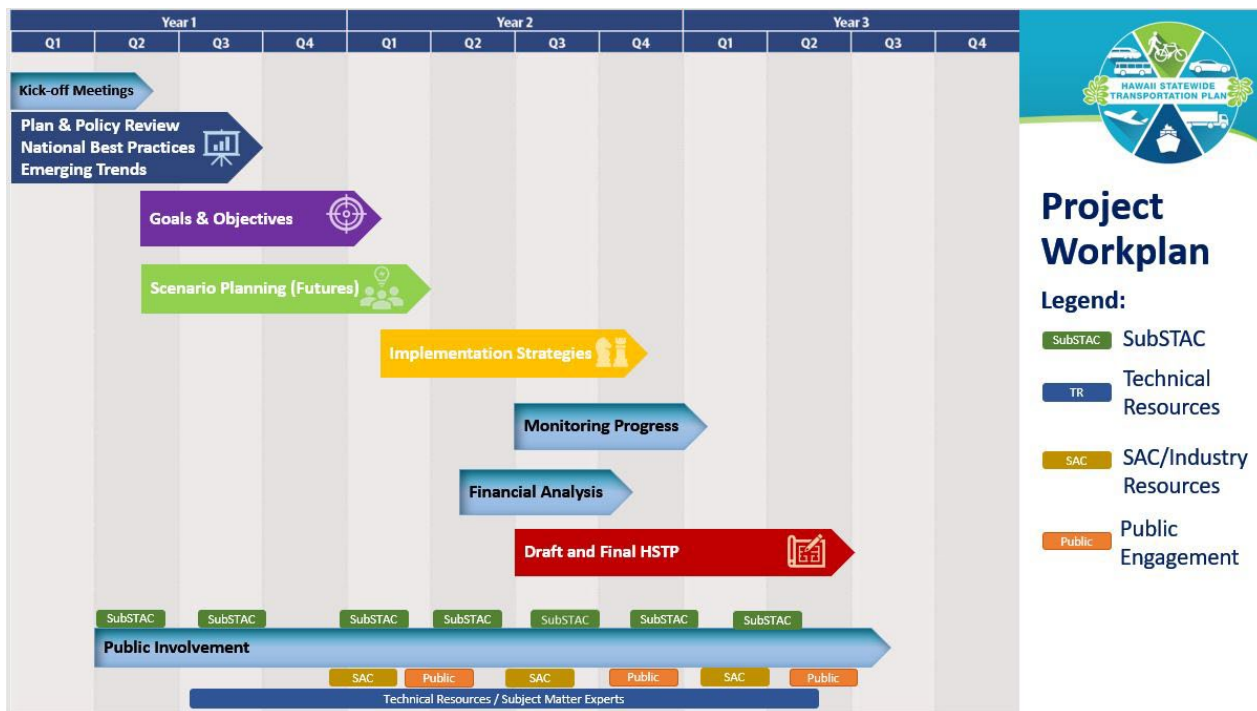 Year 1 Year 2 Year 3
Q1 Q2 Q3 Q4 Q1 Q2 Q3 Q4 Q1 Q2 Q3 Q4
Kick-off Meetings
Plan & Policy Review
National Best Practices
Emerging Trends
Goals & Objectives
Scenario Planning (Futures)
Implementation Strategies
Monitoring Progress
Financial Analysis
Draft and Final HSTP
SubSTAC SubSTAC SubSTAC SubSTAC SubSTAC SubSTAC SubSTAC
Public Involvement
SAC Public SAC Public SAC Public
Technical Resources / Subject Matter Experts
HAWAII STATEWIDE
TRANSPORTATION PLAN
Project
Workplan
Legend:
SubSTAC SubSTAC
TR Technical
Resources
SAC SAC/Industry
Resources
Public Public
Engagement